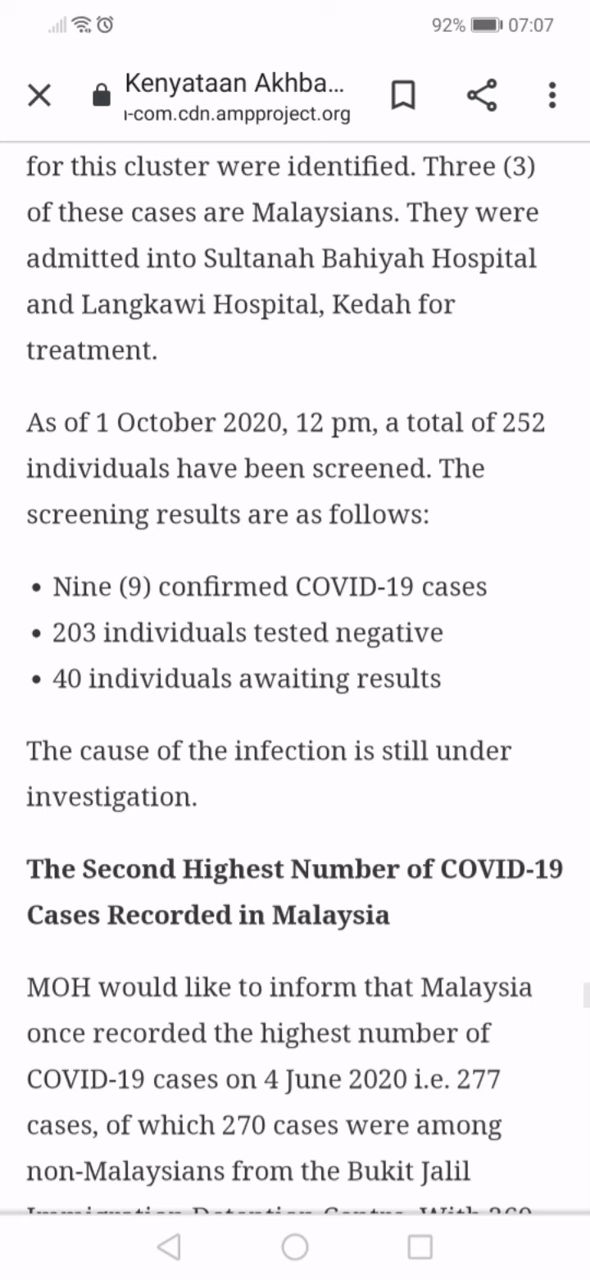 92% 07:07
Kenyataan Akhba...
-com.cdn.ampproject.org
for this cluster were identified. Three (3)
of these cases are Malaysians. They were
admitted into Sultanah Bahiyah Hospital
and Langkawi Hospital, Kedah for
treatment.
As of 1 October 2020, 12 pm, a total of 252
individuals have been screened. The
screening results are as follows:
• Nine (9) confirmed COVID-19 cases
• 203 individuals tested negative
• 40 individuals awaiting results
The cause of the infection is still under
investigation.
The Second Highest Number of COVID-19
Cases Recorded in Malaysia
MOH would like to inform that Malaysia
once recorded the highest number of
COVID-19 cases on 4 June 2020 i.e. 277
cases, of which 270 cases were among
non-Malaysians from the Bukit Jalil
Immigration Detention Centre. With 260